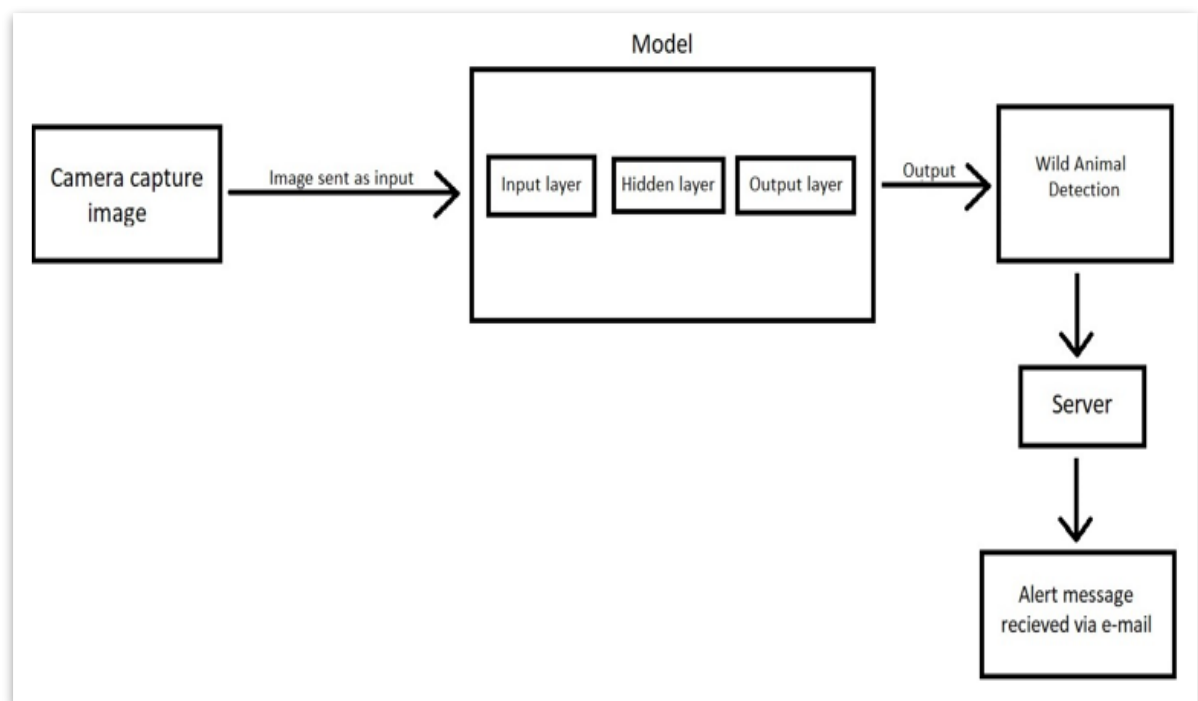 Model
Camera capture
image
Image sent as input
Input layer
Hidden layer
Output layer
Output
Wild Animal
Detection
Server
Alert message
recieved via e-mail